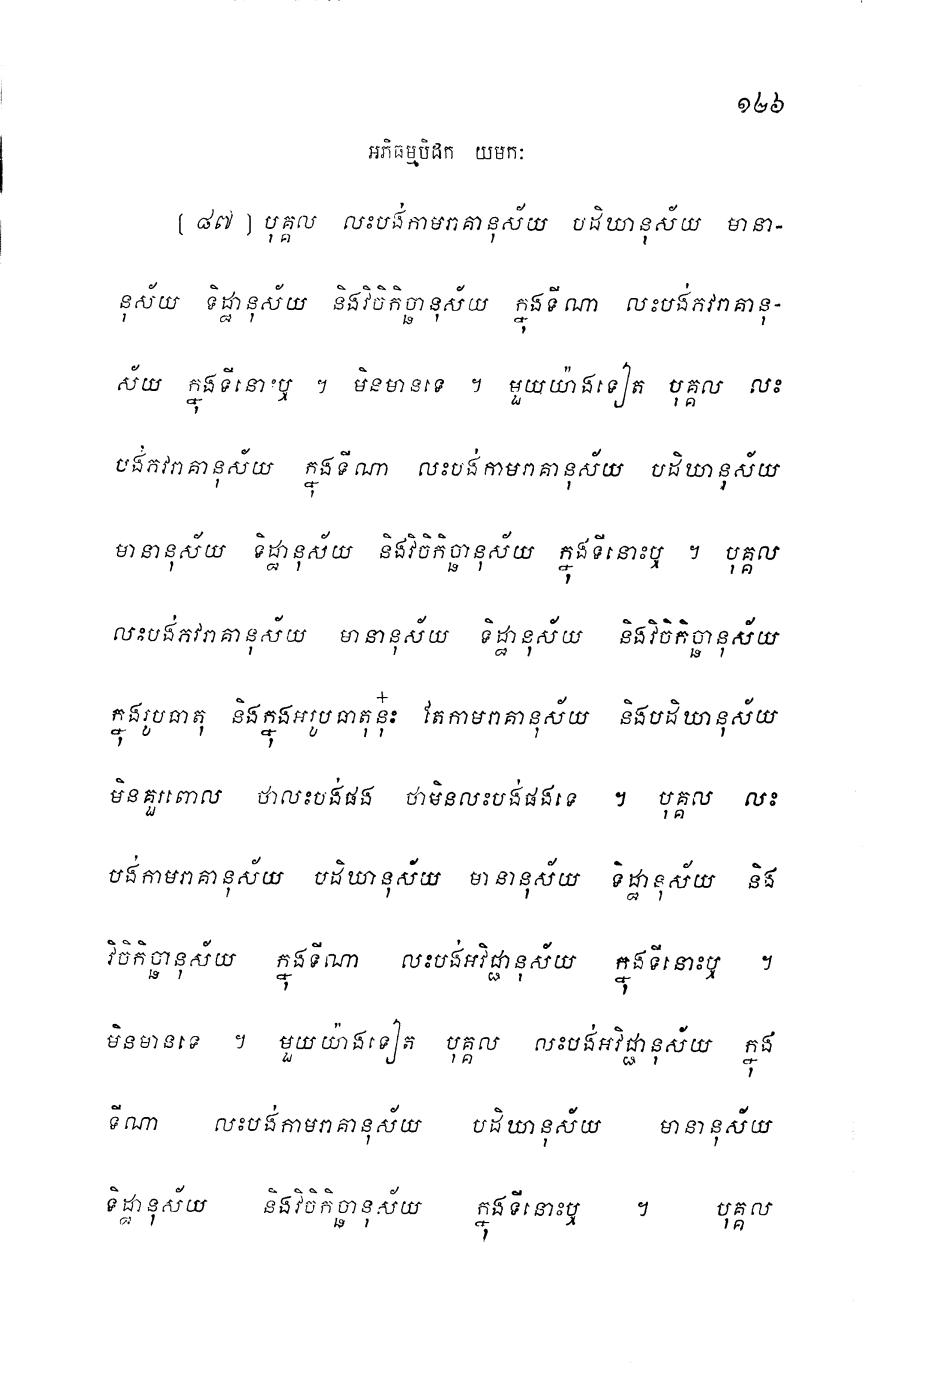 ១២៦
អភិធម្មបិដក យមកៈ
[ ៨៧ ] បុគ្គល លះបង់កាមរាគានុស័យ បដិឃានុស័យ មានា-
នុស័យ ទិដ្ឋានុស័យ និងវិចិកិច្ឆានុស័យ ក្នុងទីណា លះបង់ភវរាគានុ-
ស័យ ក្នុងទីនោះឬ ។ មិនមានទេ ។ មួយយ៉ាងទៀត បុគ្គល លះ
បង់ភវរាគានុស័យ ក្នុងទីណា លះបង់កាមរាគានុស័យ បដិឃានុស័យ
មានានុស័យ ទិដ្ឋានុស័យ និងវិចិកិច្ឆានុស័យ ក្នុងទីនោះឬ ។ បុគ្គល
លះបង់ភវរាគានុស័យ មានានុស័យ ទិដ្ឋានុស័យ និងវិចិកិច្ឆានុស័យ
ក្នុងរូបធាតុ និងក្នុងអរូបធាតុនុ៎ះ តែកាមរាគានុស័យ និងបដិឃានុស័យ
មិនគួរពោល ថាលះបង់ផង ថាមិនលះបង់ផងទេ ។ បុគ្គល លះ
បង់កាមរាគានុស័យ បដិឃានុស័យ មានានុស័យ ទិដ្ឋានុស័យ និង
វិចិកិច្ឆានុស័យ ក្នុងទីណា លះបង់អវិជ្ជានុស័យ ក្នុងទីនោះឬ ។
មិនមានទេ ។ មួយយ៉ាងទៀត បុគ្គល លះបង់អវិជ្ជានុស័យ ក្នុង
ទីណា លះបង់កាមរាគានុស័យ បដិឃានុស័យ មានានុស័យ
ទិដ្ឋានុស័យ និងវិចិកិច្ឆានុស័យ ក្នុងទីនោះឬ ។ បុគ្គល